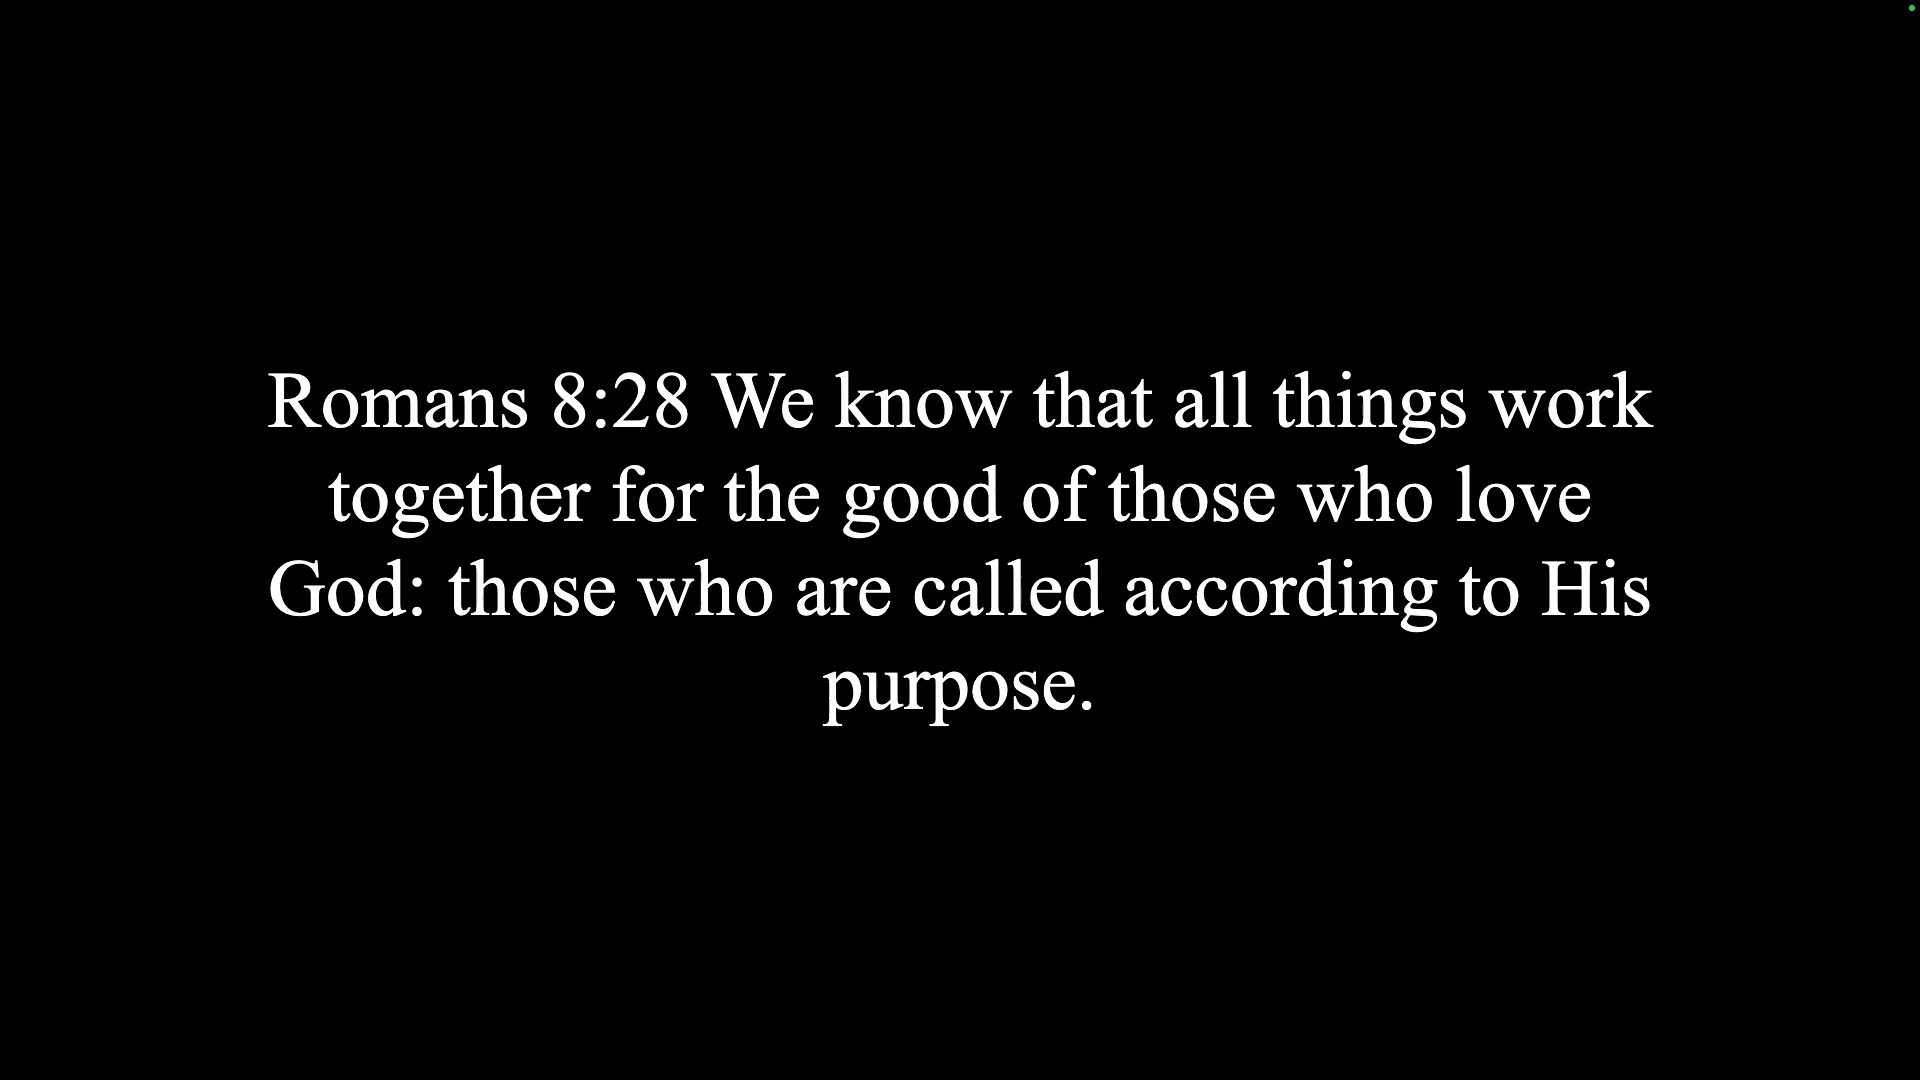 Romans 8:28 We know that all things work
together for the good of those who love
God: those who are called according to His
purpose.